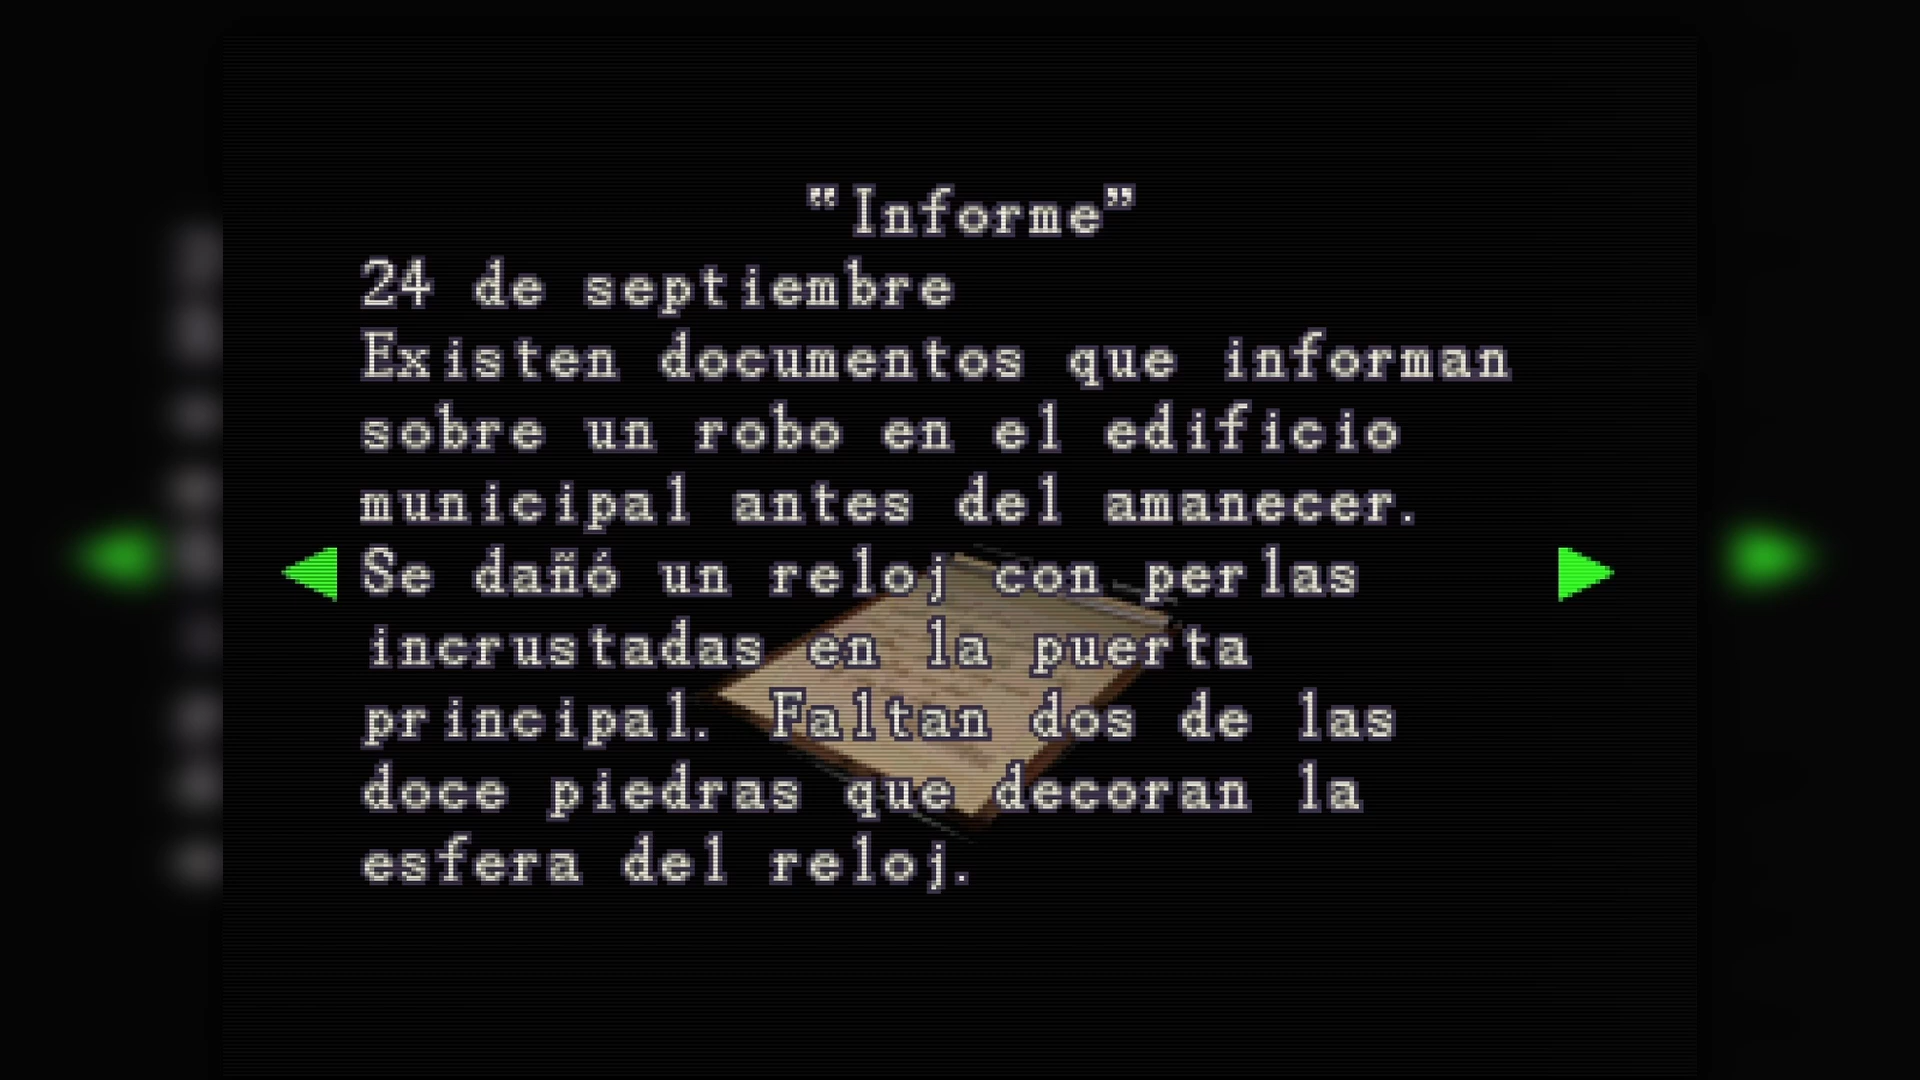 "Informe"
24 de septiembre
Existen documentos que informan
sobre un robo en el edificio
municipal antes del amanecer.
Se dañó un reloj con perlas
incrustadas en la puerta
principal. Faltan dos de las
doce piedras que decoran la
esfera del reloj.